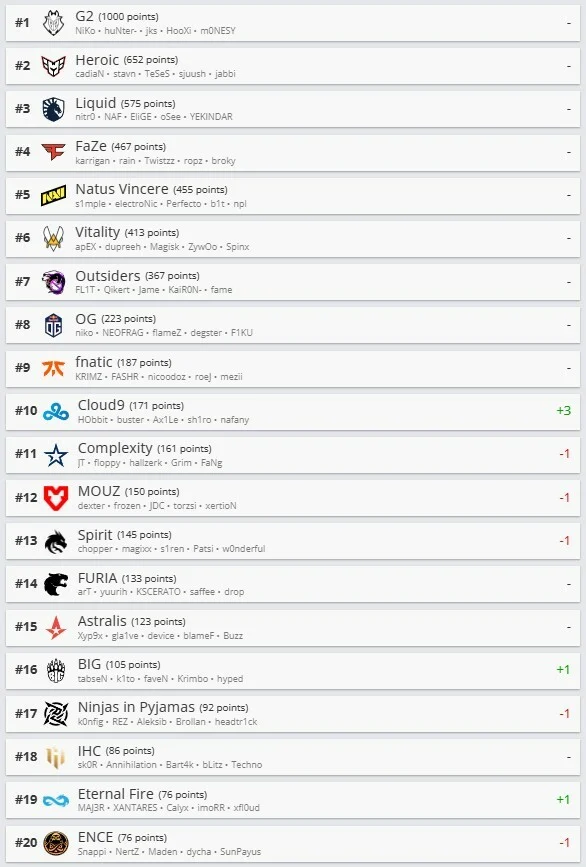 #1 G2 (1000 points) -
NiKo • huNter- • jks • HooXi • m0NESY
#2 Heroic (652 points) -
cadiaN • stavn • TeSeS • sjuush • jabbi
#3 Liquid (575 points) -
nitr0 • NAF • EliGE • oSee • YEKINDAR
#4 FaZe (467 points) -
karrigan • rain • Twistzz • ropz • broky
#5 Natus Vincere (455 points) -
s1mple • electroNic • Perfecto • b1t • npl
#6 Vitality (413 points) -
apEX • dupreeh • Magisk • ZywOo • Spinx
#7 Outsiders (367 points) -
FL1T • Qikert • Jame • KaiR0N- • fame
#8 OG (223 points) -
niko • NEOFRAG • flameZ • degster • F1KU
#9 fnatic (187 points) -
KRIMZ • FASHR • nicoodoz • roeJ • mezii
#10 Cloud9 (171 points) +3
HObbit • buster • Ax1Le • sh1ro • nafany
#11 Complexity (161 points) -1
JT • floppy • hallzerk • Grim • FaNg
#12 MOUZ (150 points) -1
dexter • frozen • JDC • torzsi • xertioN
#13 Spirit (145 points) -1
chopper • magixx • s1ren • Patsi • w0nderful
#14 FURIA (133 points) -
arT • yuurih • KSCERATO • saffee • drop
#15 Astralis (123 points) -
Xyp9x • gla1ve • device • blameF • Buzz
#16 BIG (105 points) +1
tabseN • k1to • faveN • Krimbo • hyped
#17 Ninjas in Pyjamas (92 points) -1
k0nfig • REZ • Aleksib • Brollan • headtr1ck
#18 IHC (86 points) -
sk0R • Annihilation • Bart4k • bLitz • Techno
#19 Eternal Fire (76 points) +1
MAJ3R • XANTARES • Calyx • imoRR • xfl0ud
#20 ENCE (76 points) -1
Snappi • NertZ • Maden • dycha • SunPayus